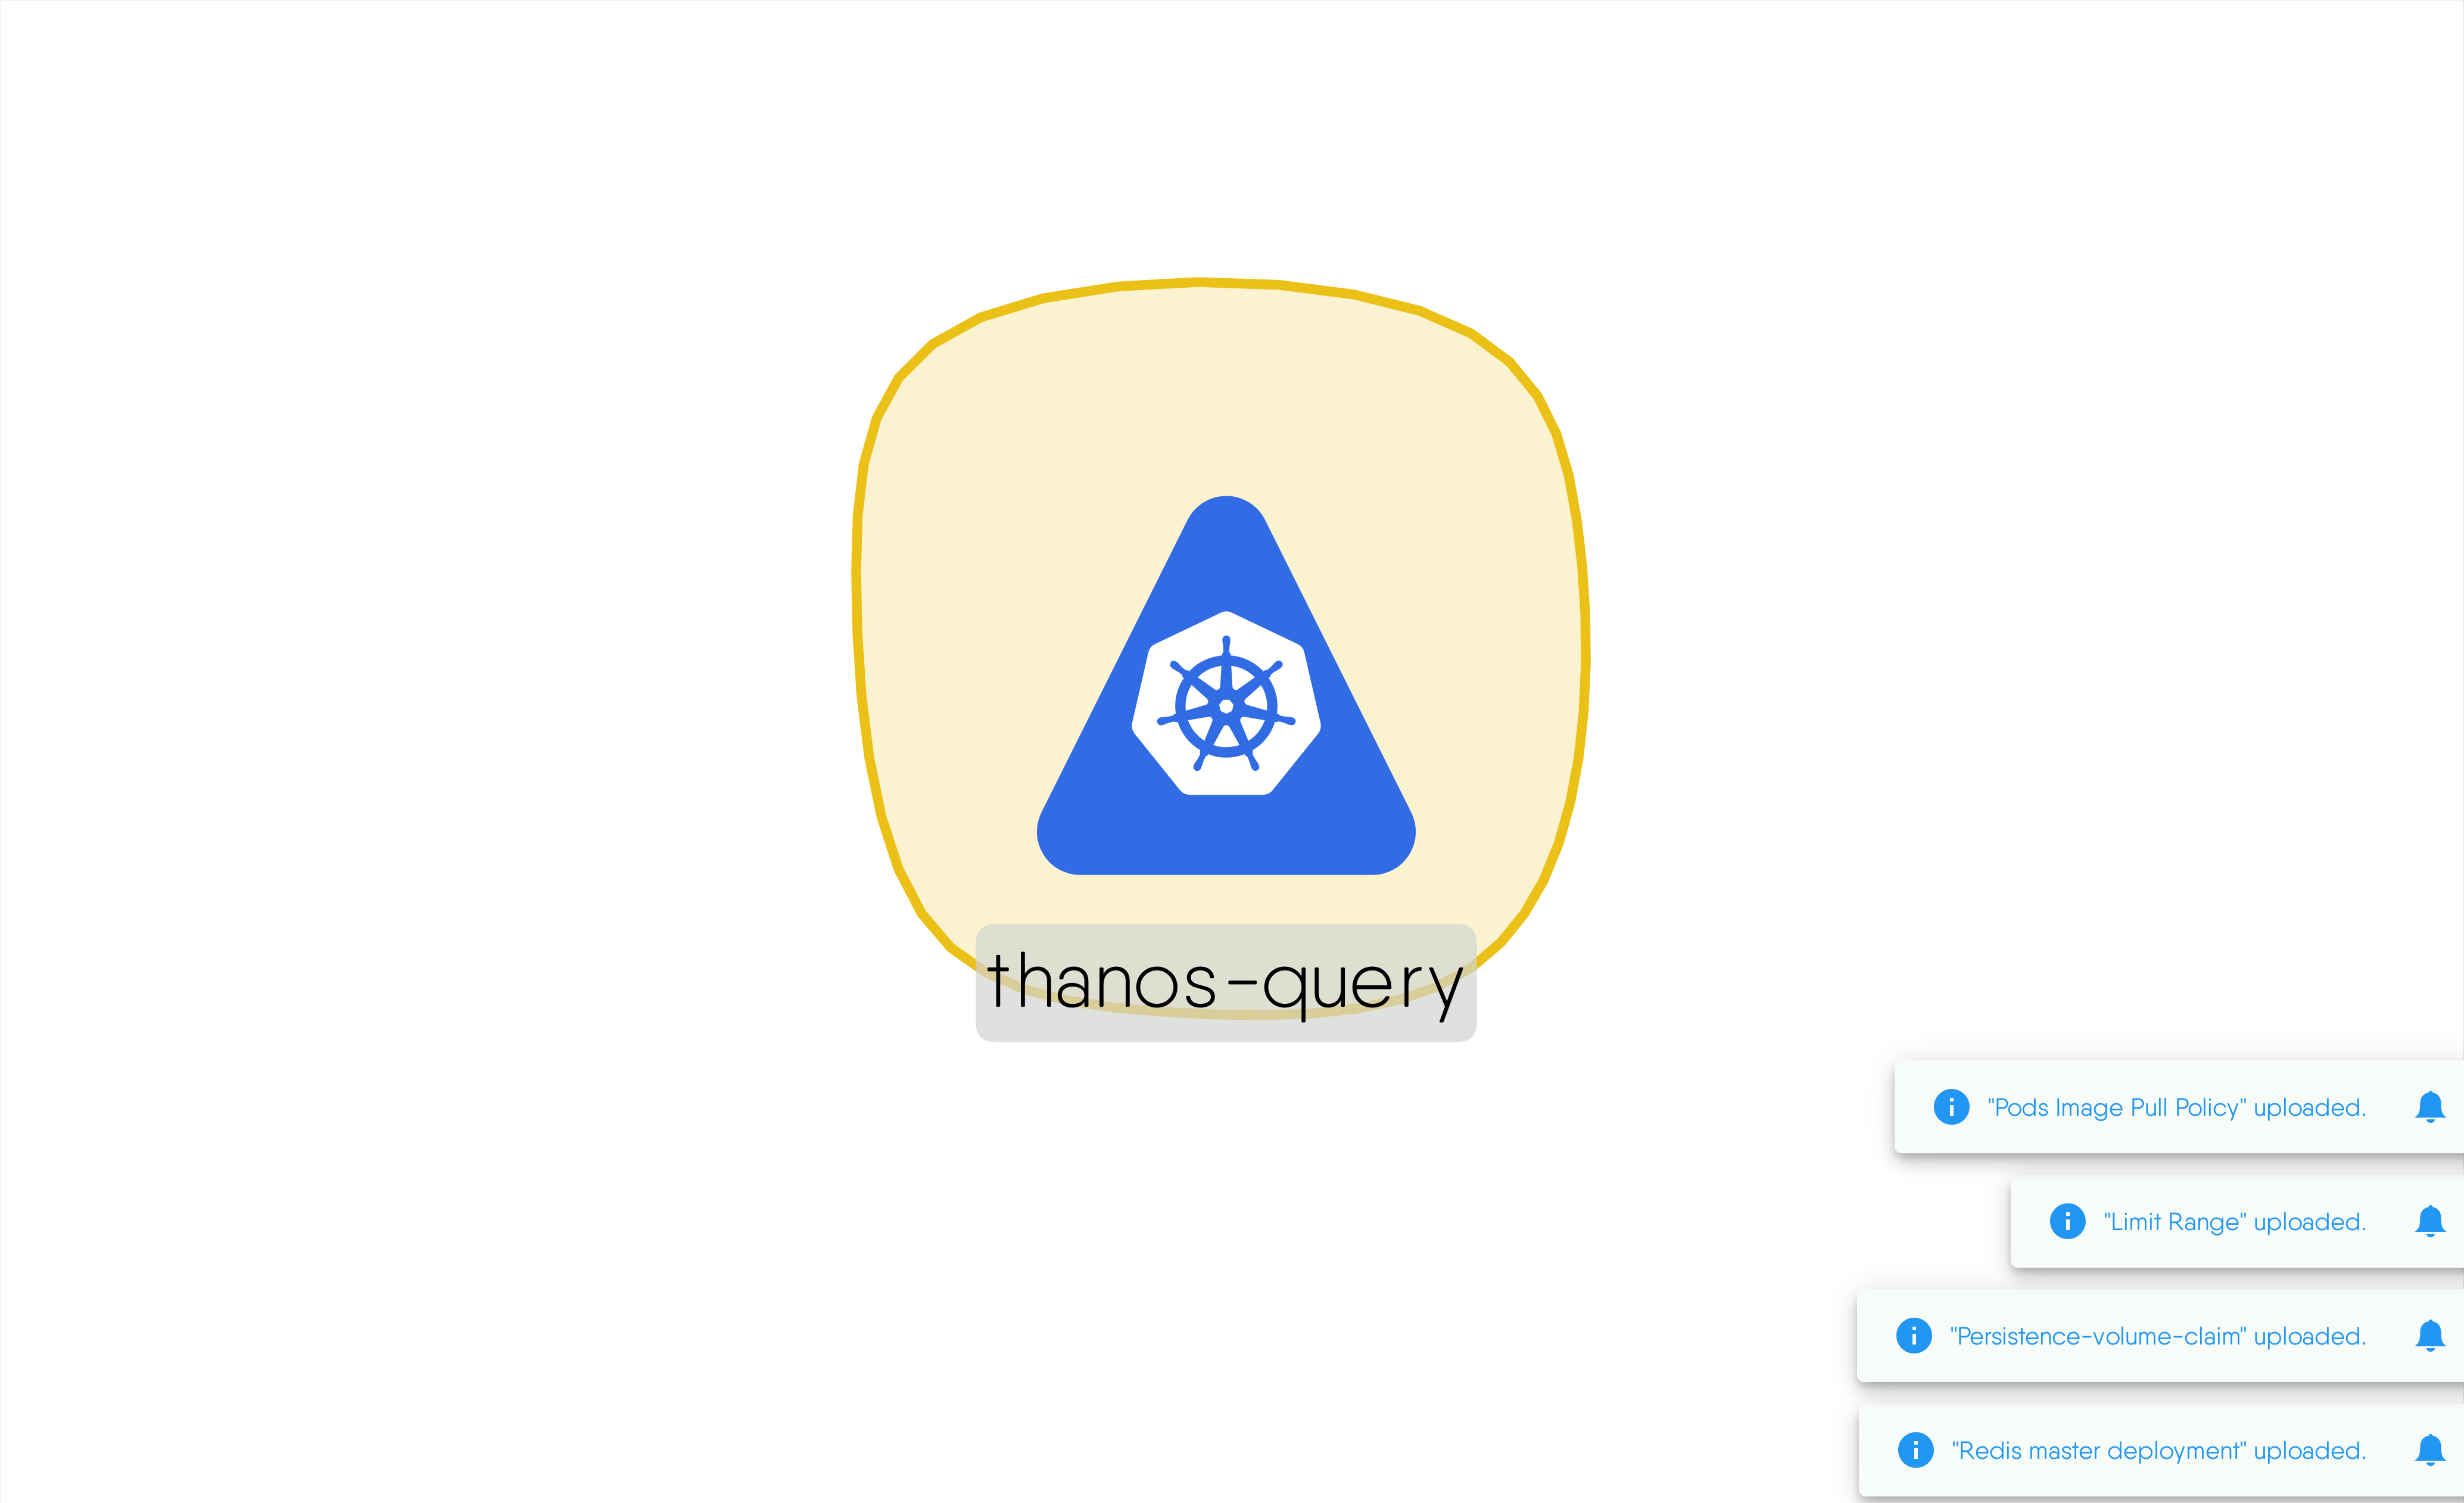 thanos-query
"Pods Image Pull Policy" uploaded.
"Limit Range" uploaded.
"Persistence-volume-claim" uploaded.
"Redis master deployment" uploaded.